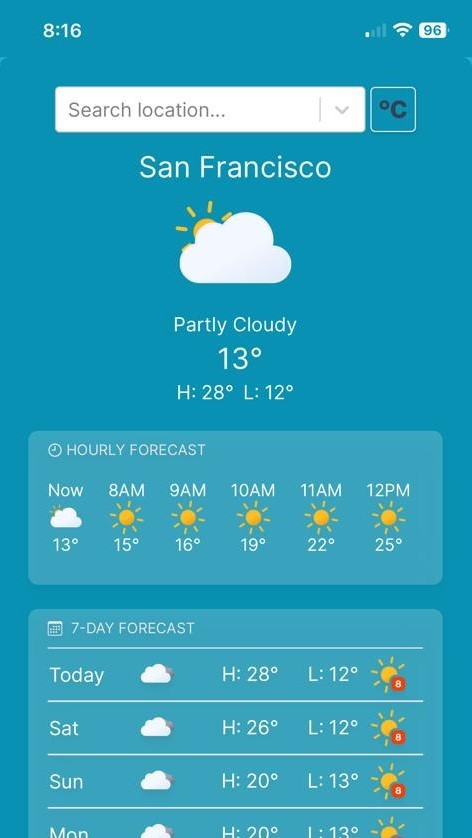 8:16 96
Search location... °C
San Francisco
Partly Cloudy
13°
H: 28° L: 12°
HOURLY FORECAST
Now 8AM 9AM 10AM 11AM 12PM
13° 15° 16° 19° 22° 25°
7-DAY FORECAST
Today H: 28° L: 12° 8
Sat H: 26° L: 12° 8
Sun H: 20° L: 13° 8
Mon H: 20° L: 13°